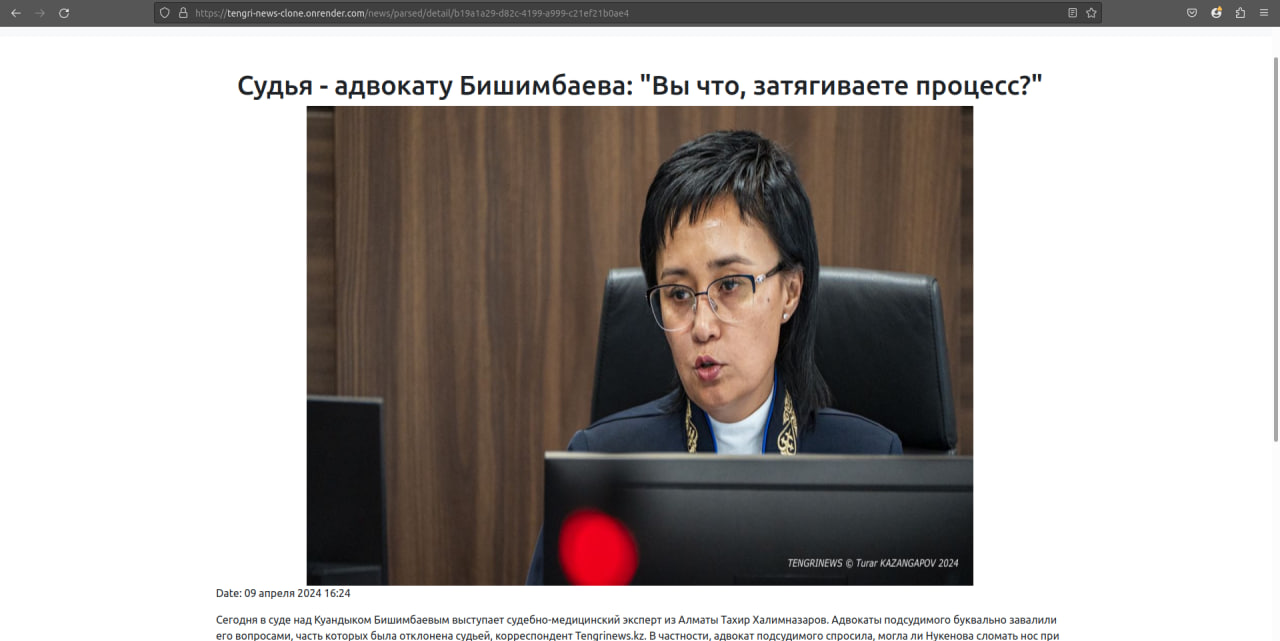 https://tengri-news-clone.onrender.com/news/parsed/detail/b19a1a29-d82c-4199-a999-c21ef21b0ae4
Судья - адвокату Бишимбаева: "Вы что, затягиваете процесс?"
TENGRINEWS © Turar KAZANGAPOV 2024
Date: 09 апреля 2024 16:24
Сегодня в суде над Куандыком Бишимбаевым выступает судебно-медицинский эксперт из Алматы Тахир Халимназаров. Адвокаты подсудимого буквально завалили
его вопросами, часть которых была отклонена судьей, корреспондент Tengrinews.kz. В частности, адвокат подсудимого спросила, могла ли Нукенова сломать нос при